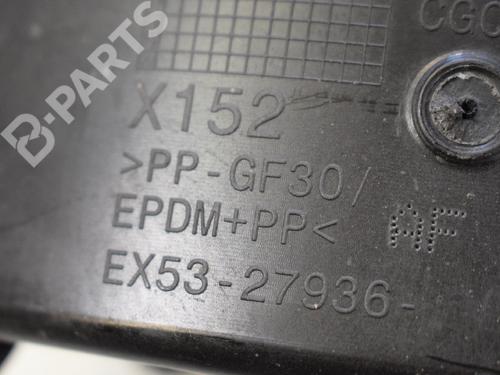 B-PARTS
CGC
X152
>PP-GF30/
EPDM+PP< AF
EX53-27936-